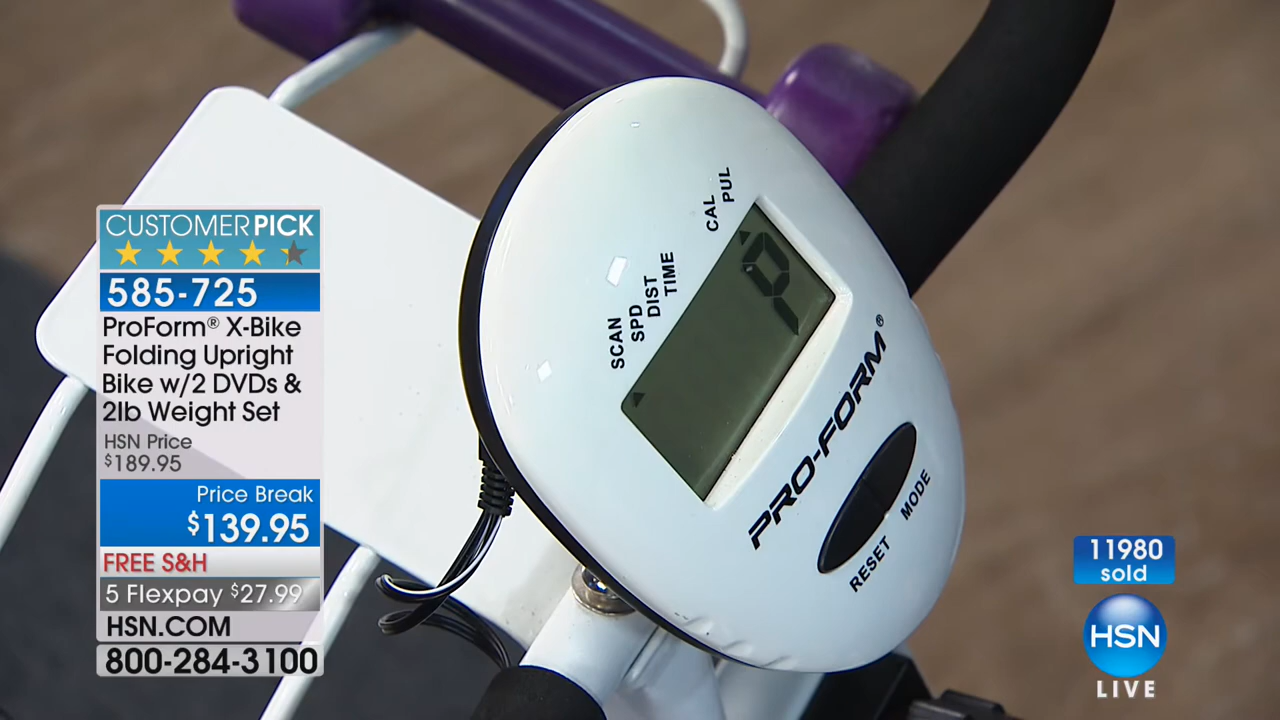 CUSTOMER PICK
585-725
ProForm® X-Bike
Folding Upright
Bike w/2 DVDs &
2lb Weight Set
HSN Price
$189.95
Price Break
$139.95
FREE S&H
5 Flexpay $27.99
HSN.COM
800-284-3100
SCAN
SPD
DIST
TIME
CAL
PUL
P
PRO-FORM®
RESET
MODE
11980
sold
HSN
LIVE